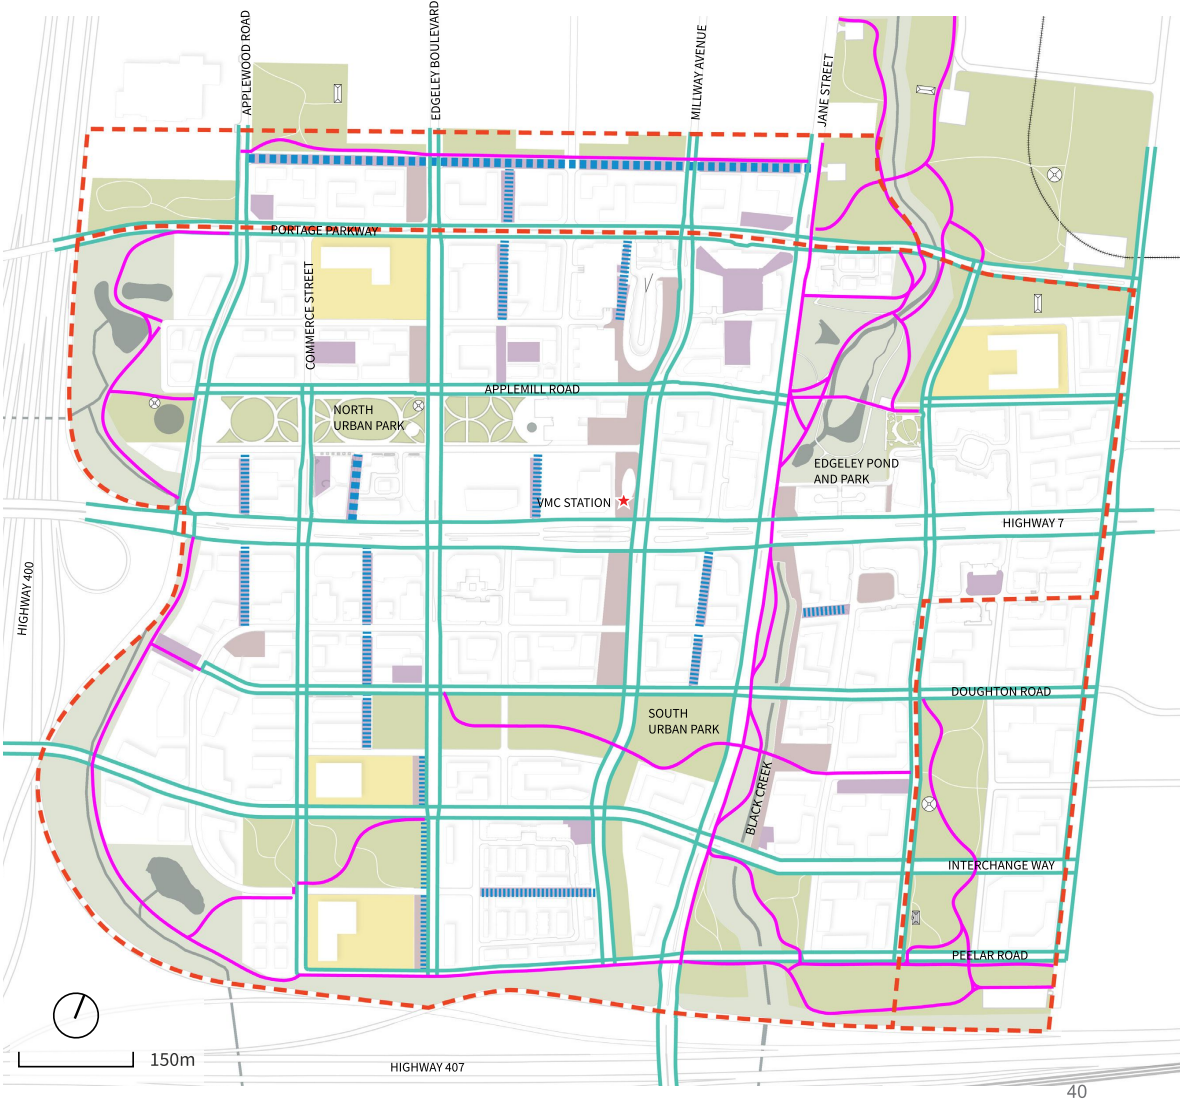 APPLEWOOD ROAD
EDGELEY BOULEVARD
MILLWAY AVENUE
JANE STREET
PORTAGE PARKWAY
COMMERCE STREET
APPLEMILL ROAD
NORTH
URBAN PARK
EDGELEY POND
AND PARK
VMC STATION
HIGHWAY 7
HIGHWAY 400
DOUGHTON ROAD
SOUTH
URBAN PARK
BLACK CREEK
INTERCHANGE WAY
PEELAR ROAD
150m
HIGHWAY 407
40